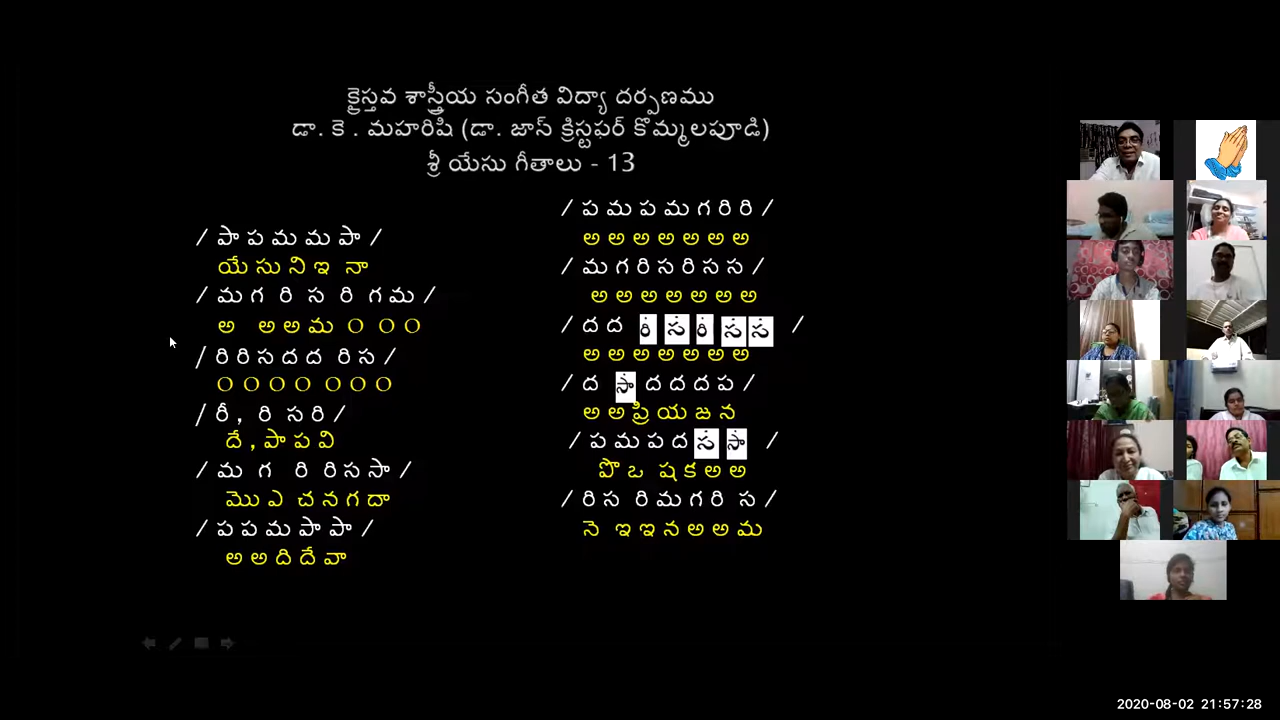 క్రైస్తవ శాస్త్రీయ సంగీత విద్యా దర్పణము
డా. కె . మహరిషి (డా. జాస్ క్రిస్టఫర్ కొమ్మలపూడి)
శ్రీ యేసు గీతాలు - 13
/ పా ప మ మ పా /
యే సు ని ఇ నా
/ మ గ రి స రి గ మ /
అ అ అ మ ౦ ౦ ౦
/ రి రి స ద ద రి స /
౦ ౦ ౦ ౦ ౦ ౦ ౦
/ రీ , రి స రి /
దే , పా ప వి
/ మ గ రి రి స సా /
మొ ఎ చ న గ దా
/ ప ప మ పా పా /
అ అ ది దే వా
/ ప మ ప మ గ రి రి /
అ అ అ అ అ అ అ
/ మ గ రి స రి స స /
అ అ అ అ అ అ అ
/ ద ద రి స రి స స /
అ అ అ అ అ అ అ
/ ద సా ద ద ద ప /
అ అ ప్రి య జ న
/ ప మ ప ద స సా /
పొ ఒ ష క అ అ
/ రి స రి మ గ రి స /
నె ఇ ఇ న అ అ మ
2020-08-02 21:57:28